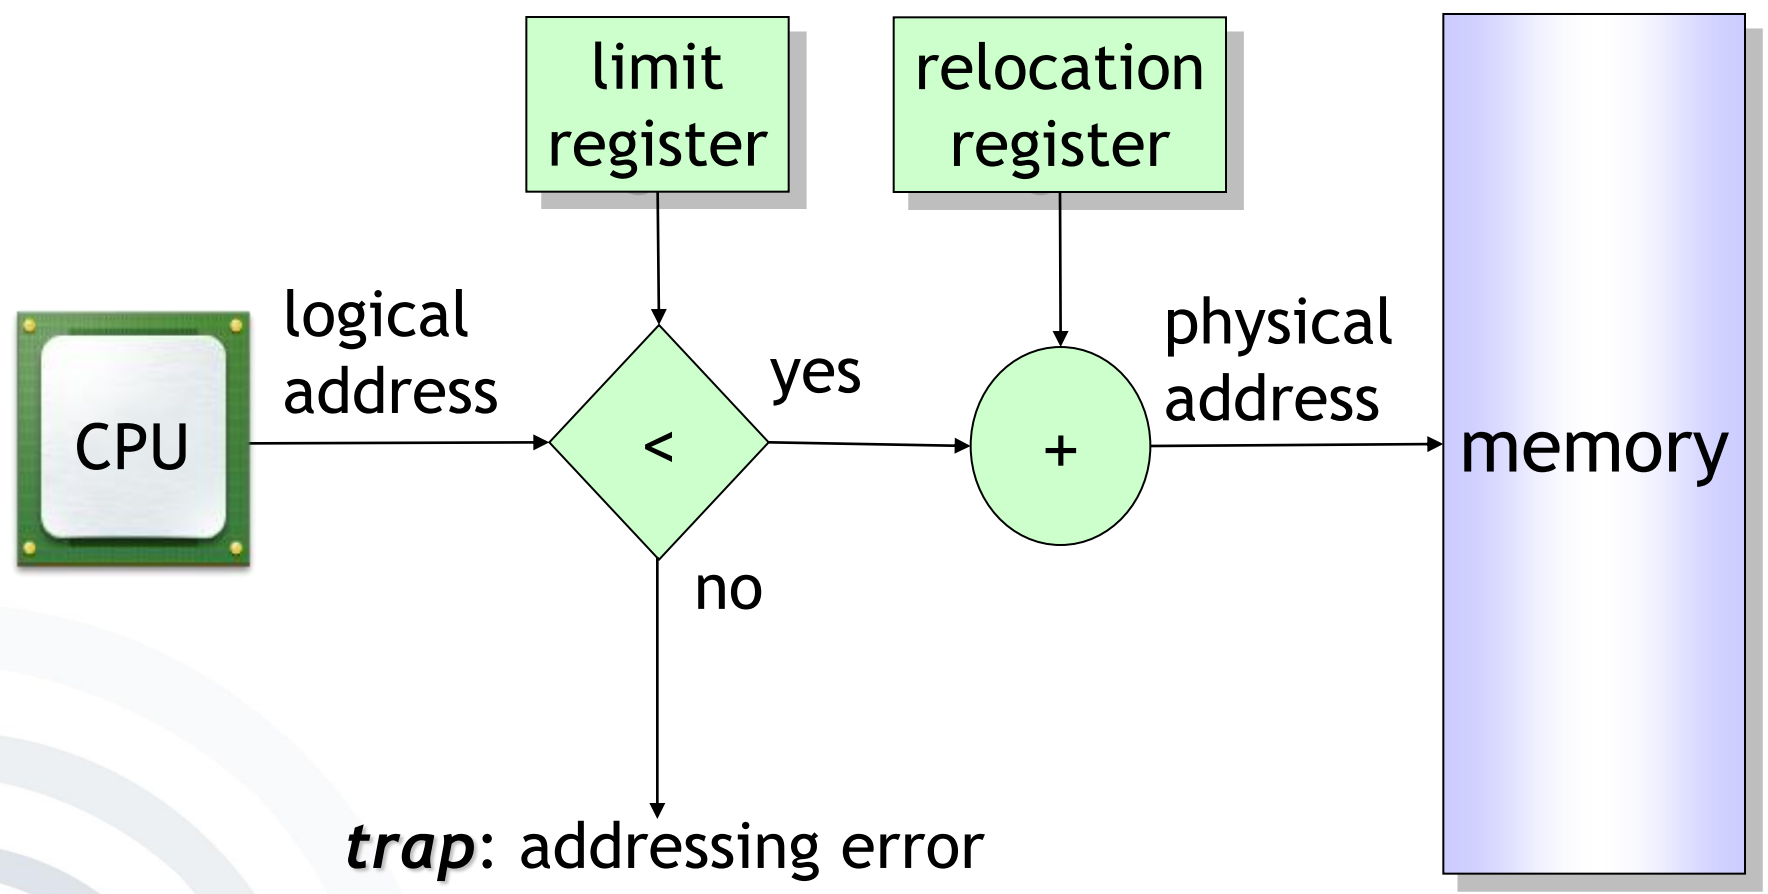 limit
register
relocation
register
logical
address
CPU
<
yes
+
physical
address
memory
no
trap: addressing error